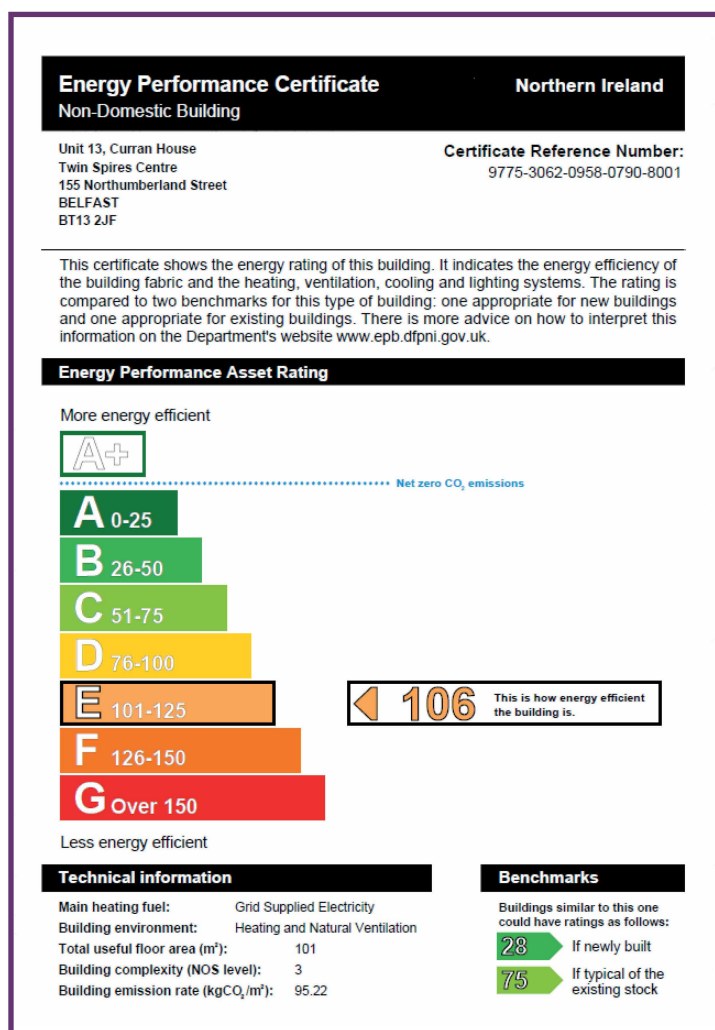 Energy Performance Certificate
Northern Ireland
Non-Domestic Building
Unit 13, Curran House
Twin Spires Centre
155 Northumberland Street
BELFAST
BT13 2JF
Certificate Reference Number:
9775-3062-0958-0790-8001
This certificate shows the energy rating of this building. It indicates the energy efficiency of
the building fabric and the heating, ventilation, cooling and lighting systems. The rating is
compared to two benchmarks for this type of building: one appropriate for new buildings
and one appropriate for existing buildings. There is more advice on how to interpret this
information on the Department's website www.epb.dfpni.gov.uk.
Energy Performance Asset Rating
More energy efficient
A+
Net zero CO₂ emissions
A 0-25
B 26-50
C 51-75
D 76-100
E 101-125
106
This is how energy efficient
the building is.
F 126-150
G Over 150
Less energy efficient
Technical information
Main heating fuel: Grid Supplied Electricity
Building environment: Heating and Natural Ventilation
Total useful floor area (m²): 101
Building complexity (NOS level): 3
Building emission rate (kgCO₂/m²): 95.22
Benchmarks
Buildings similar to this one
could have ratings as follows:
28 If newly built
75 If typical of the
existing stock